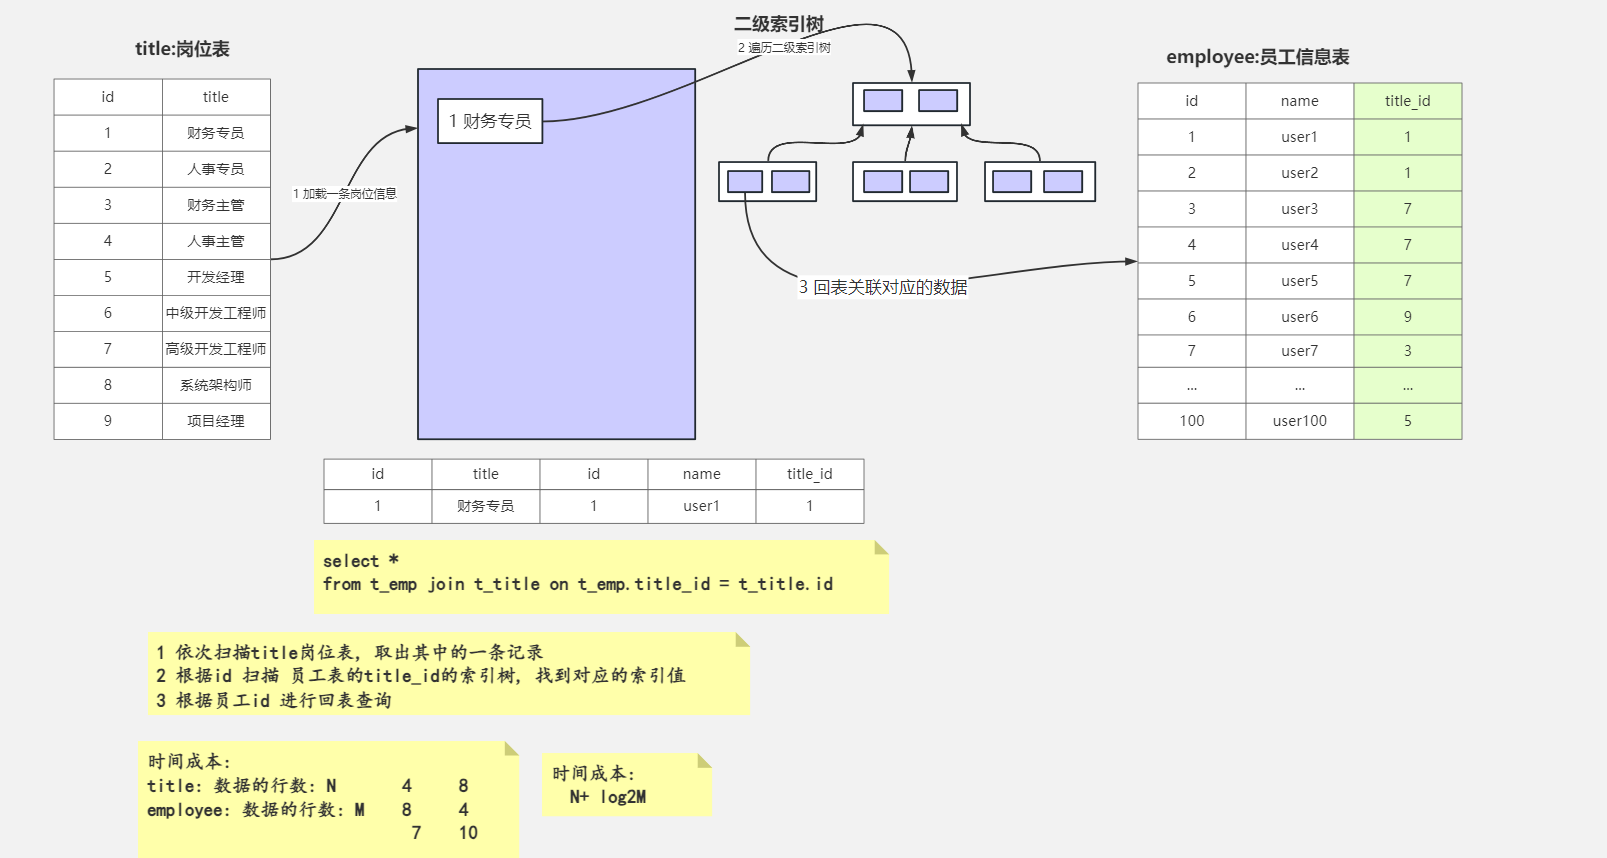 title:岗位表
id title
1 财务专员
2 人事专员
3 财务主管
4 人事主管
5 开发经理
6 中级开发工程师
7 高级开发工程师
8 系统架构师
9 项目经理
1 加载一条岗位信息
1 财务专员
二级索引树
2 遍历二级索引树
3 回表关联对应的数据
employee:员工信息表
id name title_id
1 user1 1
2 user2 1
3 user3 7
4 user4 7
5 user5 7
6 user6 9
7 user7 3
... ... ...
100 user100 5
id title id name title_id
1 财务专员 1 user1 1
select *
from t_emp join t_title on t_emp.title_id = t_title.id
1 依次扫描title岗位表, 取出其中的一条记录
2 根据id 扫描 员工表的title_id的索引树, 找到对应的索引值
3 根据员工id 进行回表查询
时间成本:
title: 数据的行数: N 4 8
employee: 数据的行数: M 8 4
7 10
时间成本:
N+ log2M